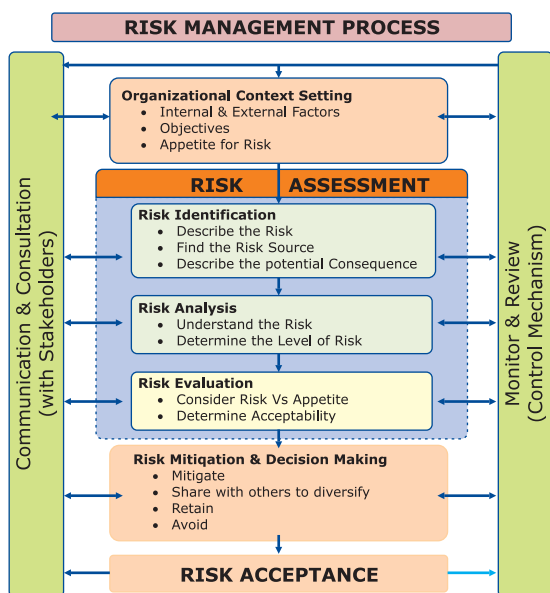 RISK MANAGEMENT PROCESS
Communication & Consultation
(with Stakeholders)
Organizational Context Setting
• Internal & External Factors
• Objectives
• Appetite for Risk
RISK ASSESSMENT
Risk Identification
• Describe the Risk
• Find the Risk Source
• Describe the potential Consequence
Risk Analysis
• Understand the Risk
• Determine the Level of Risk
Risk Evaluation
• Consider Risk Vs Appetite
• Determine Acceptability
Risk Mitiqation & Decision Making
• Mitigate
• Share with others to diversify
• Retain
• Avoid
RISK ACCEPTANCE
Monitor & Review
(Control Mechanism)